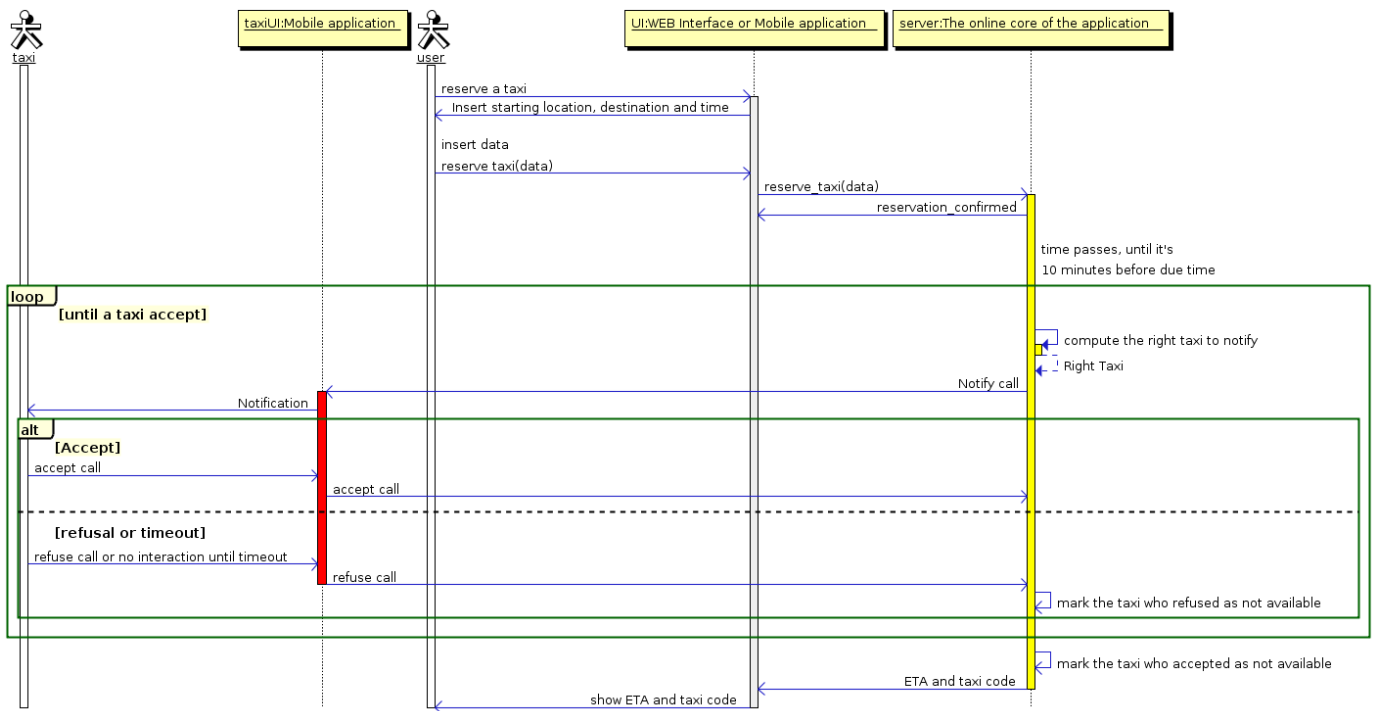 taxiUI:Mobile application
UI:WEB Interface or Mobile application
server:The online core of the application
taxi
user
reserve a taxi
Insert starting location, destination and time
insert data
reserve taxi(data)
reserve_taxi(data)
reservation_confirmed
time passes, until it's
10 minutes before due time
loop
[until a taxi accept]
compute the right taxi to notify
Right Taxi
Notify call
Notification
alt
[Accept]
accept call
accept call
[refusal or timeout]
refuse call or no interaction until timeout
refuse call
mark the taxi who refused as not available
mark the taxi who accepted as not available
ETA and taxi code
show ETA and taxi code